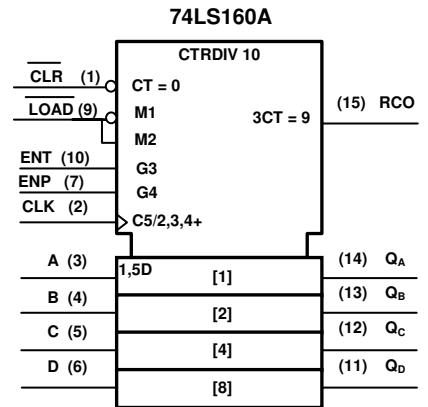 74LS160A
CTRDIV 10
CLR (1) CT = 0
LOAD (9) M1
M2
(15) RCO
3CT = 9
ENT (10) G3
ENP (7) G4
CLK (2) C5/2,3,4+
A (3) 1,5D [1] (14) QA
B (4) [2] (13) QB
C (5) [4] (12) QC
D (6) [8] (11) QD